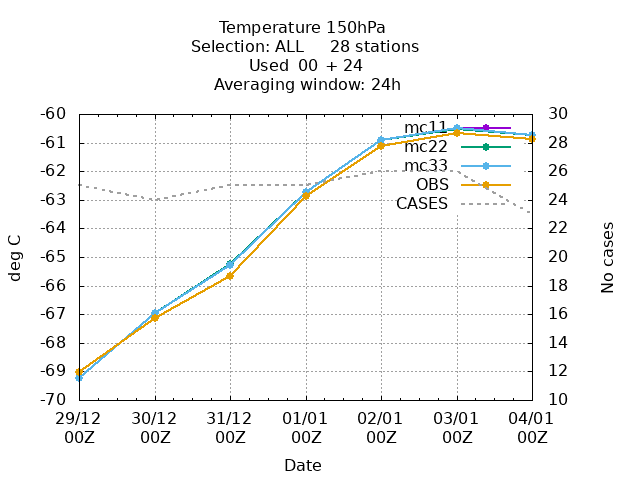 Temperature 150hPa
Selection: ALL 28 stations
Used 00 + 24
Averaging window: 24h
-60 30
mc11
-61 28
mc22
-62 26
mc33
OBS
-63 24
CASES
-64 22
-65 20
deg C
No cases
-66 18
-67 16
-68 14
-69 12
-70 10
29/12 30/12 31/12 01/01 02/01 03/01 04/01
00Z 00Z 00Z 00Z 00Z 00Z 00Z
Date